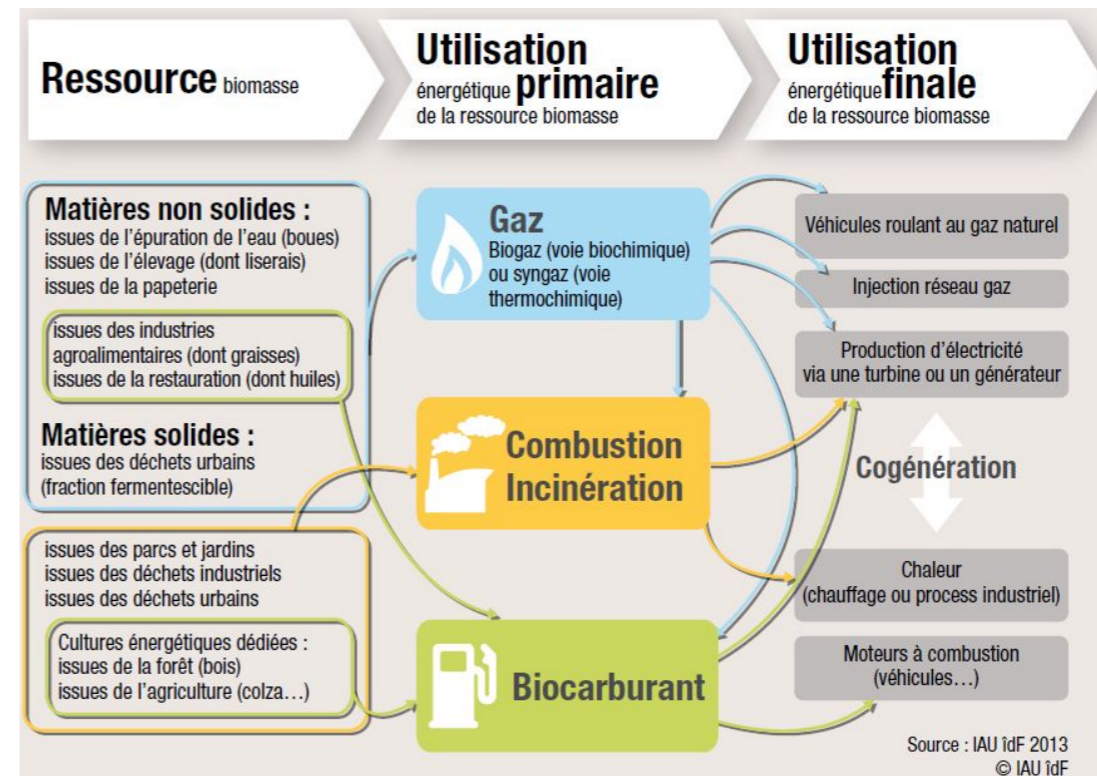 Ressource biomasse
Utilisation
énergétique primaire
de la ressource biomasse
Utilisation
énergétique finale
de la ressource biomasse
Matières non solides :
issues de l'épuration de l'eau (boues)
issues de l'élevage (dont liserais)
issues de la papeterie
issues des industries
agroalimentaires (dont graisses)
issues de la restauration (dont huiles)
Matières solides :
issues des déchets urbains
(fraction fermentescible)
issues des parcs et jardins
issues des déchets industriels
issues des déchets urbains
Cultures énergétiques dédiées :
issues de la forêt (bois)
issues de l'agriculture (colza...)
Gaz
Biogaz (voie biochimique)
ou syngaz (voie
thermochimique)
Combustion
Incinération
Biocarburant
Véhicules roulant au gaz naturel
Injection réseau gaz
Production d'électricité
via une turbine ou un générateur
Cogénération
Chaleur
(chauffage ou process industriel)
Moteurs à combustion
(véhicules...)
Source : IAU îdF 2013
© IAU îdF